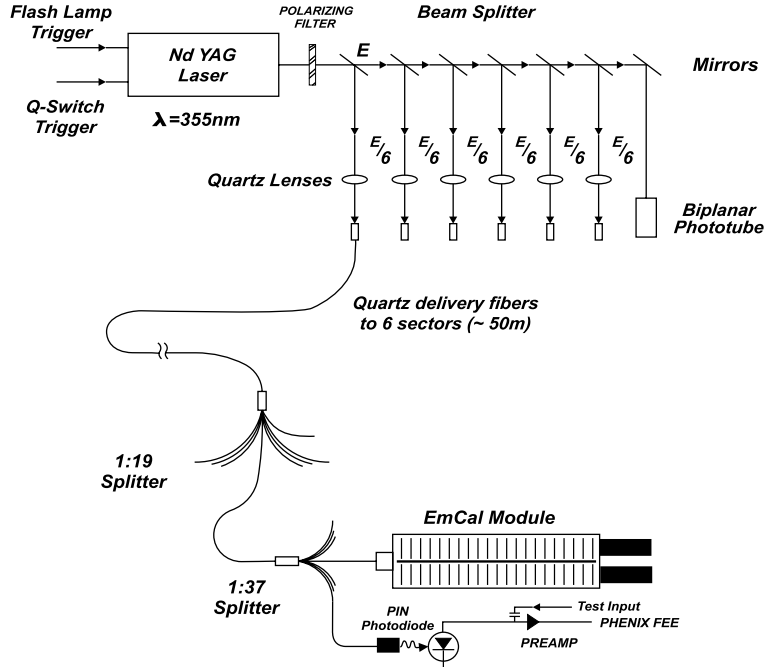 Flash Lamp
Trigger
Q-Switch
Trigger
Nd YAG
Laser
λ=355nm
POLARIZING
FILTER
Beam Splitter
E
Mirrors
E/6
E/6
E/6
E/6
E/6
E/6
Quartz Lenses
Biplanar
Phototube
Quartz delivery fibers
to 6 sectors (~ 50m)
1:19
Splitter
EmCal Module
1:37
Splitter
PIN
Photodiode
Test Input
PHENIX FEE
PREAMP